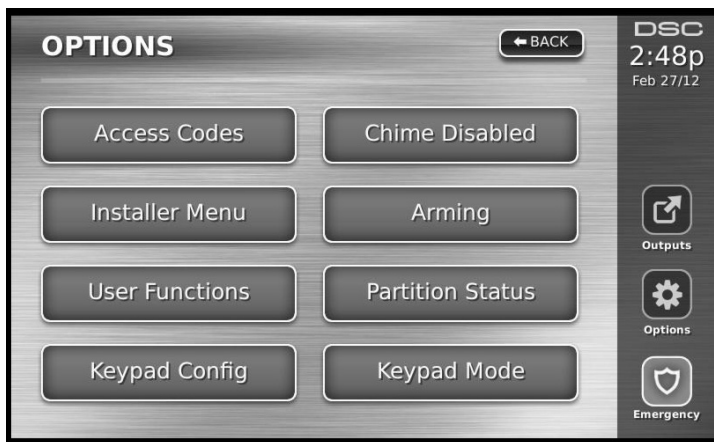 OPTIONS
BACK
DSC
2:48p
Feb 27/12
Access Codes
Chime Disabled
Installer Menu
Arming
User Functions
Partition Status
Keypad Config
Keypad Mode
Outputs
Options
Emergency